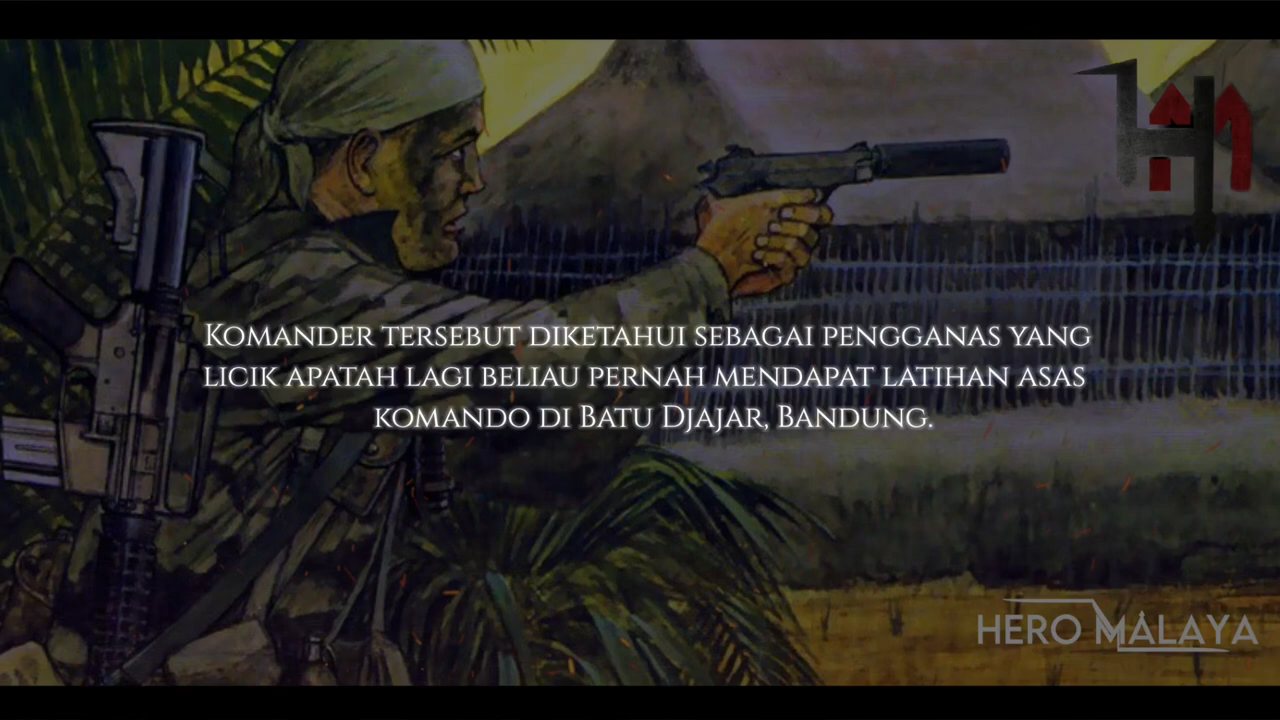 Komander tersebut diketahui sebagai pengganas yang
licik apatah lagi beliau pernah mendapat latihan asas
komando di Batu Djajar, Bandung.
HERO MALAYA